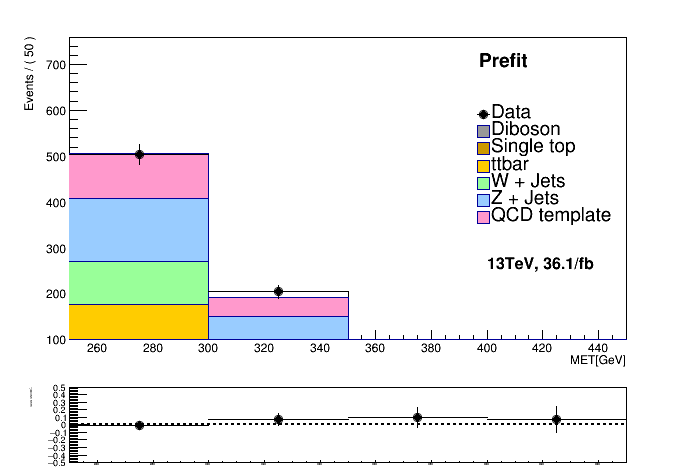 Prefit
Events / ( 50 )
700
600
500
400
300
200
100
Data
Diboson
Single top
ttbar
W + Jets
Z + Jets
QCD template
13TeV, 36.1/fb
260 280 300 320 340 360 380 400 420 440
MET[GeV]
0.5
0.4
0.3
0.2
0.1
0
−0.1
−0.2
−0.3
−0.4
−0.5